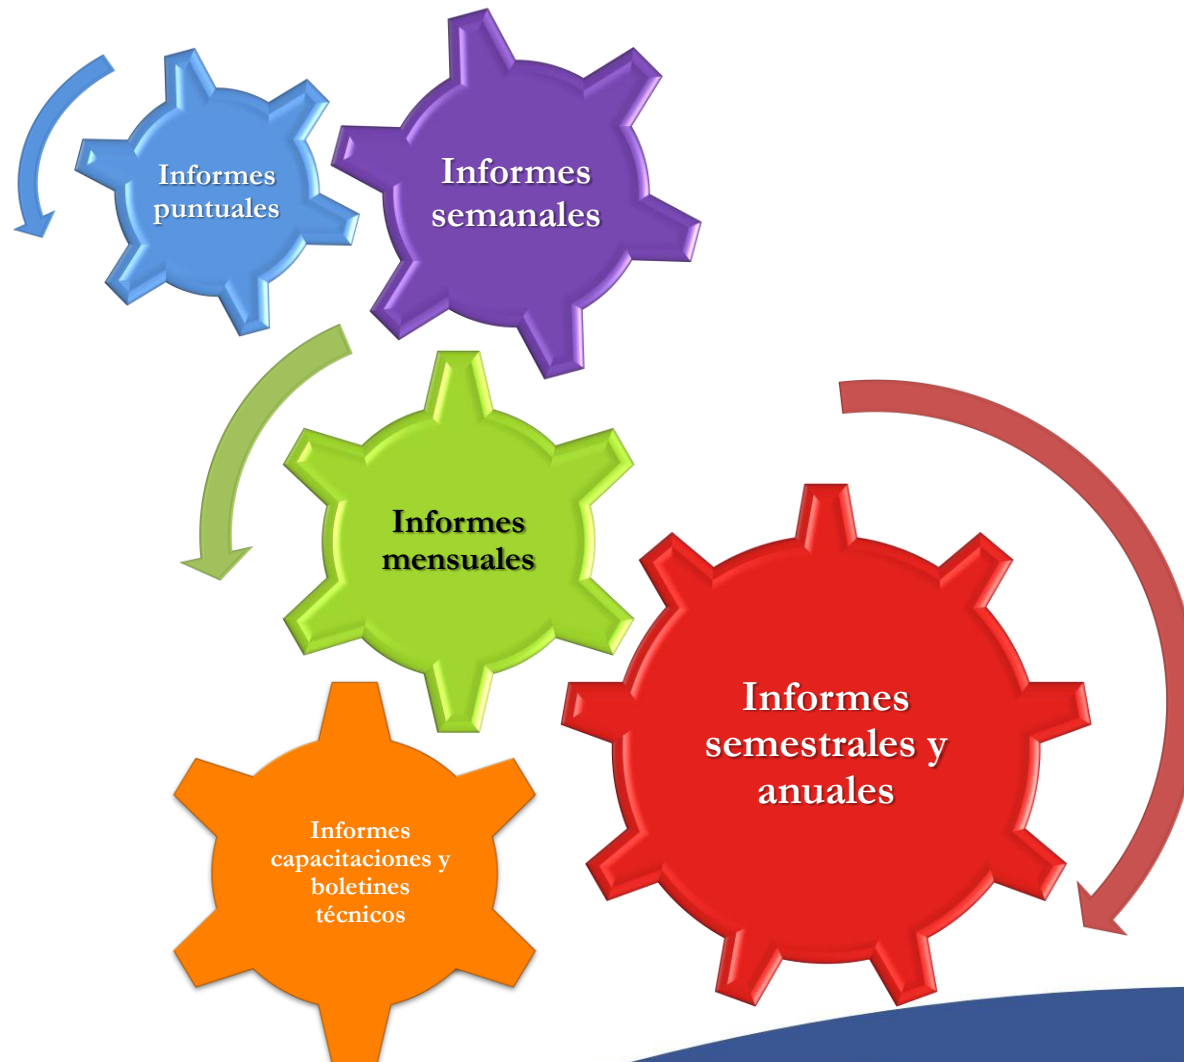 Informes
puntuales
Informes
semanales
Informes
mensuales
Informes
semestrales y
anuales
Informes
capacitaciones y
boletines
técnicos